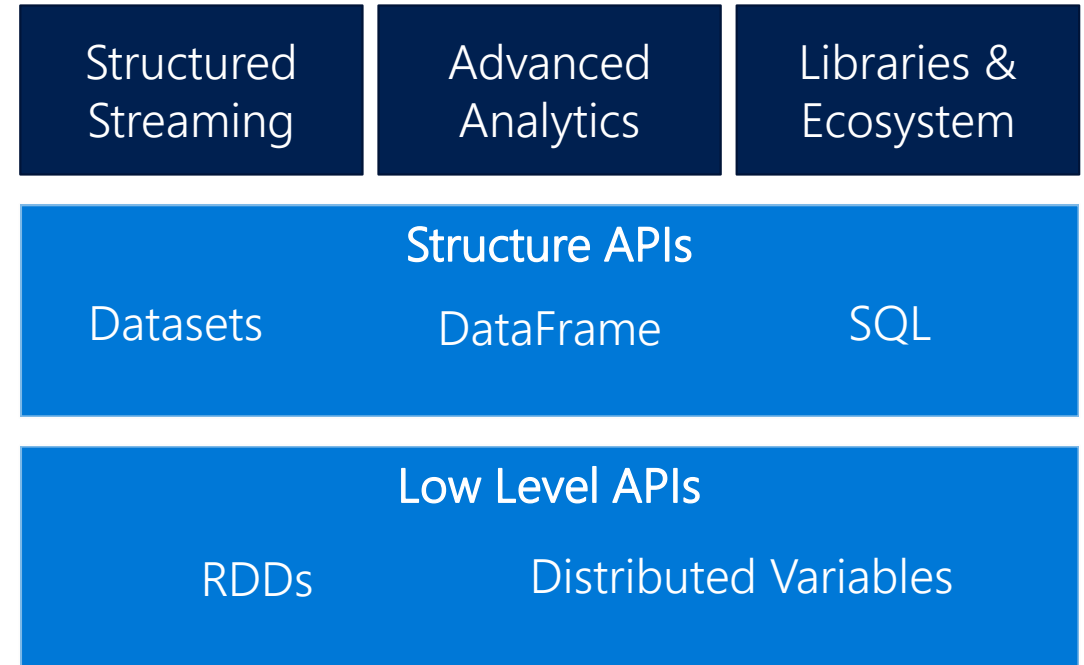 Structured
Streaming
Advanced
Analytics
Libraries &
Ecosystem
Structure APIs
Datasets
DataFrame
SQL
Low Level APIs
RDDs
Distributed Variables